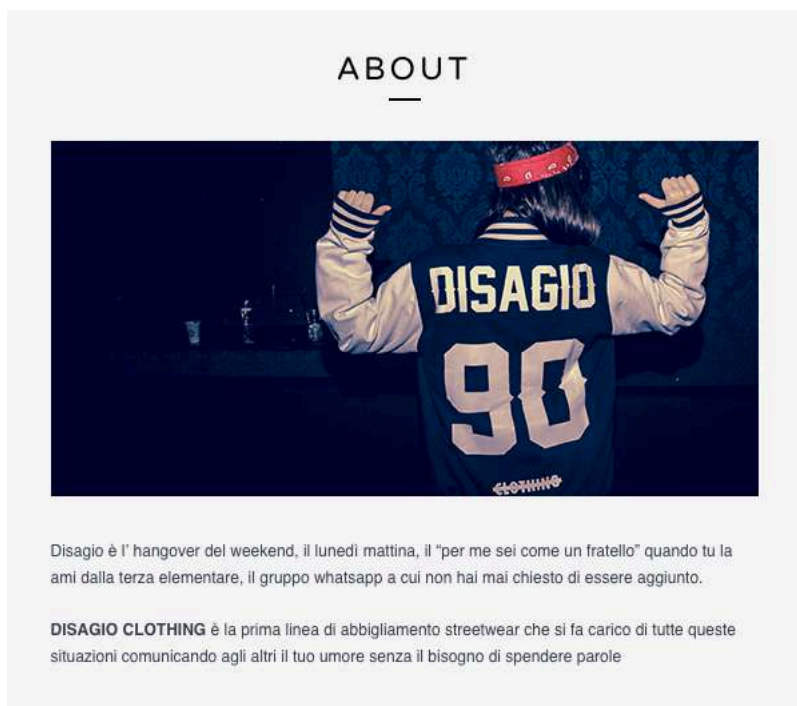 ABOUT
DISAGIO
90
CLOTHING
Disagio è l’ hangover del weekend, il lunedì mattina, il “per me sei come un fratello” quando tu la
ami dalla terza elementare, il gruppo whatsapp a cui non hai mai chiesto di essere aggiunto.
DISAGIO CLOTHING è la prima linea di abbigliamento streetwear che si fa carico di tutte queste
situazioni comunicando agli altri il tuo umore senza il bisogno di spendere parole